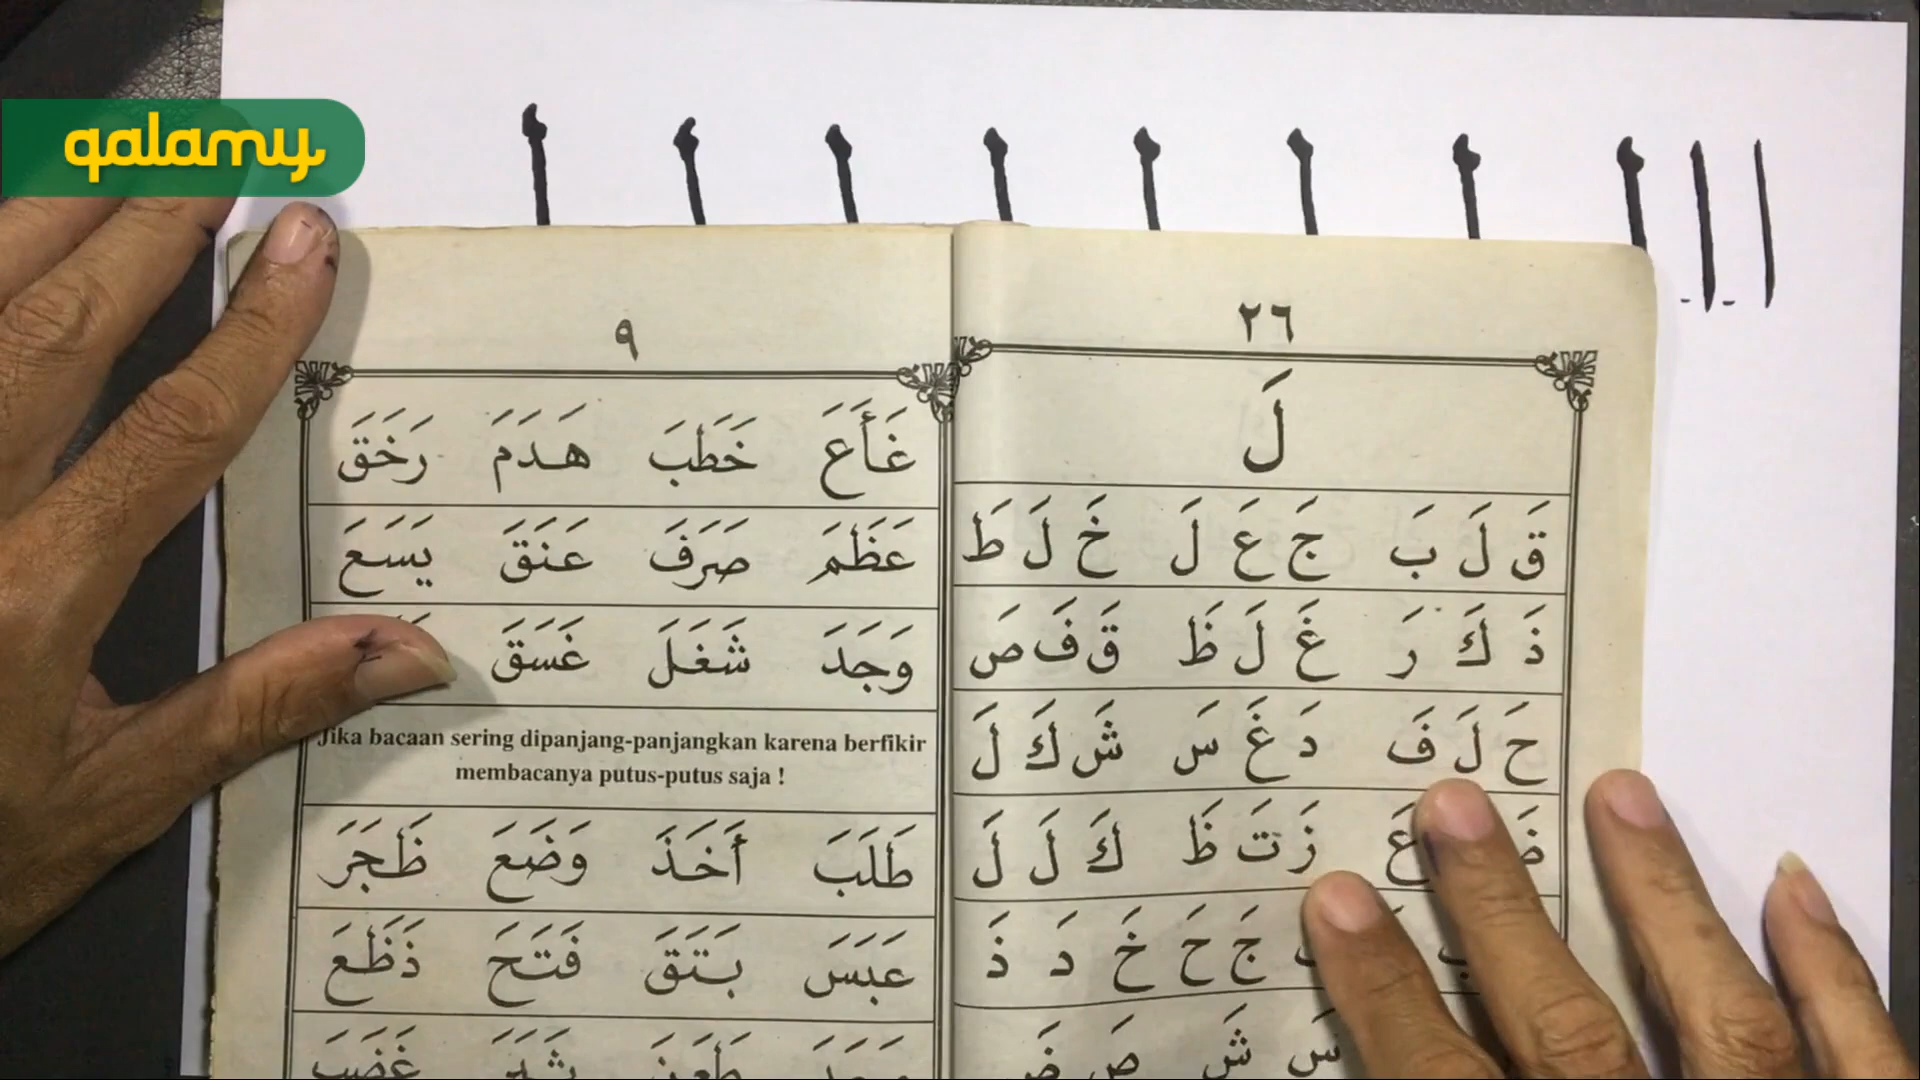 qalamy
٢٦
لَ
قَ لَ بَ جَ عَ لَ خَ لَ طَ
ذَ كَ رَ غَ لَ ظَ قَ فَ صَ
حَ لَ فَ دَ غَ سَ شَ كَ لَ
ضَ عَ زَ تَ ظَ كَ لَ لَ
جَ حَ خَ دَ ذَ
سَ شَ صَ ضَ
٩
غَأَعَ خَطَبَ هَدَمَ رَخَقَ
عَظَمَ صَرَفَ عَنَقَ يَسَعَ
وَجَدَ شَغَلَ غَسَقَ
Jika bacaan sering dipanjang-panjangkan karena berfikir
membacanya putus-putus saja !
طَلَبَ أَخَذَ وَضَعَ ظَجَرَ
عَبَسَ بَتَقَ فَتَحَ ذَظَعَ
غَضَبَ